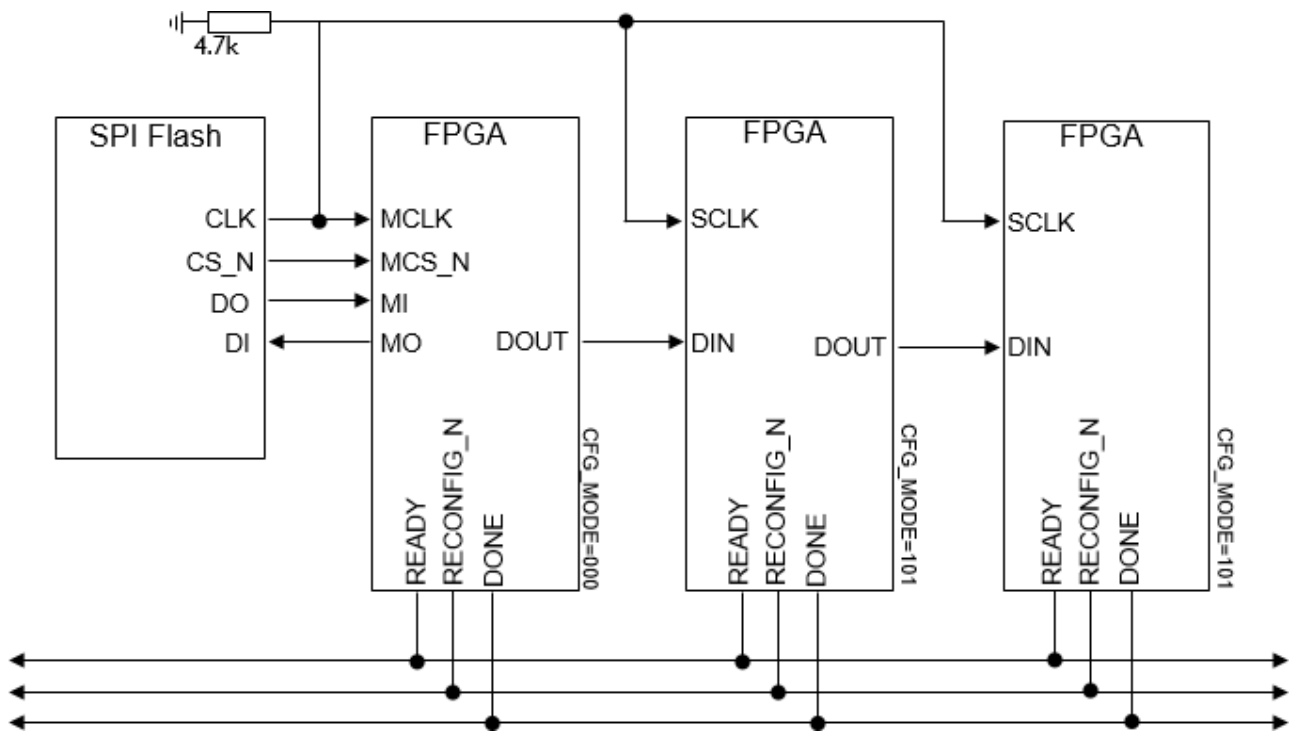 4.7k
SPI Flash
CLK
CS_N
DO
DI
FPGA
MCLK
MCS_N
MI
MO
DOUT
READY
RECONFIG_N
DONE
CFG_MODE=000
FPGA
SCLK
DIN
DOUT
READY
RECONFIG_N
DONE
CFG_MODE=101
FPGA
SCLK
DIN
READY
RECONFIG_N
DONE
CFG_MODE=101